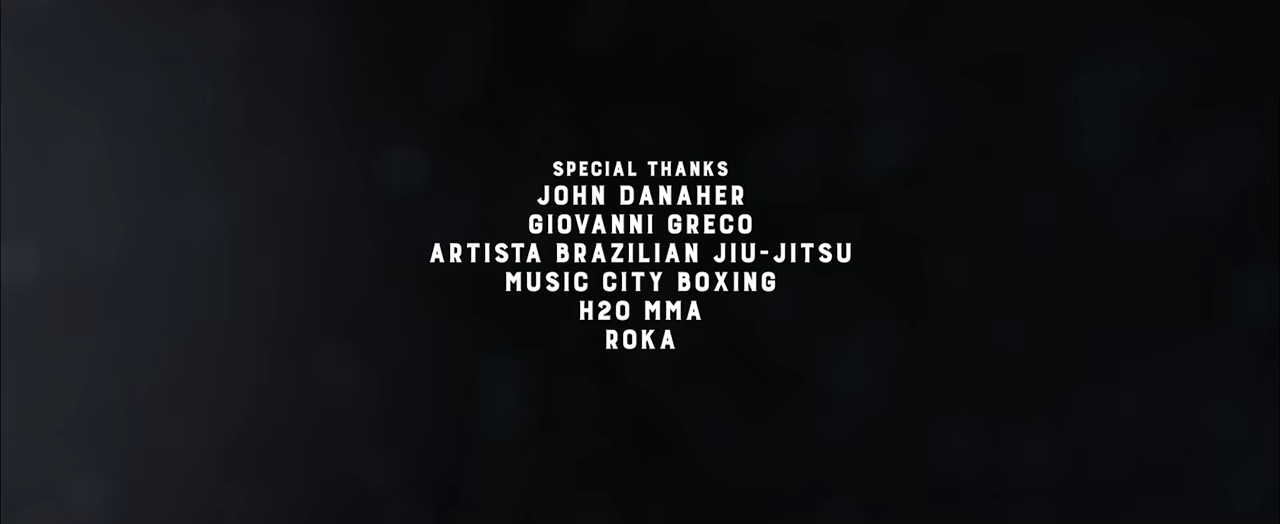 SPECIAL THANKS
JOHN DANAHER
GIOVANNI GRECO
ARTISTA BRAZILIAN JIU-JITSU
MUSIC CITY BOXING
H2O MMA
ROKA